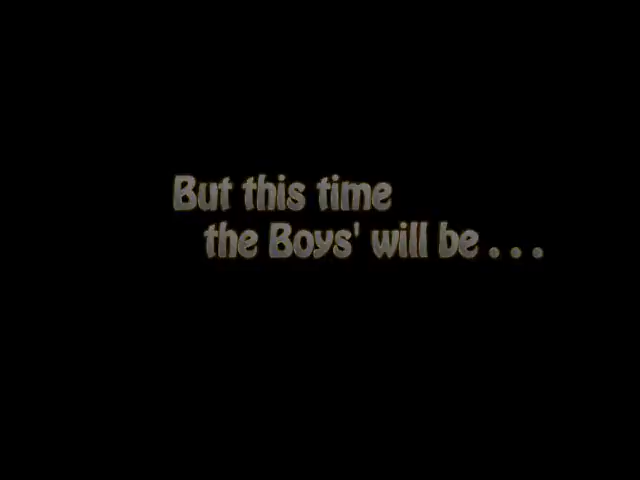 But this time
the Boys' will be . . .